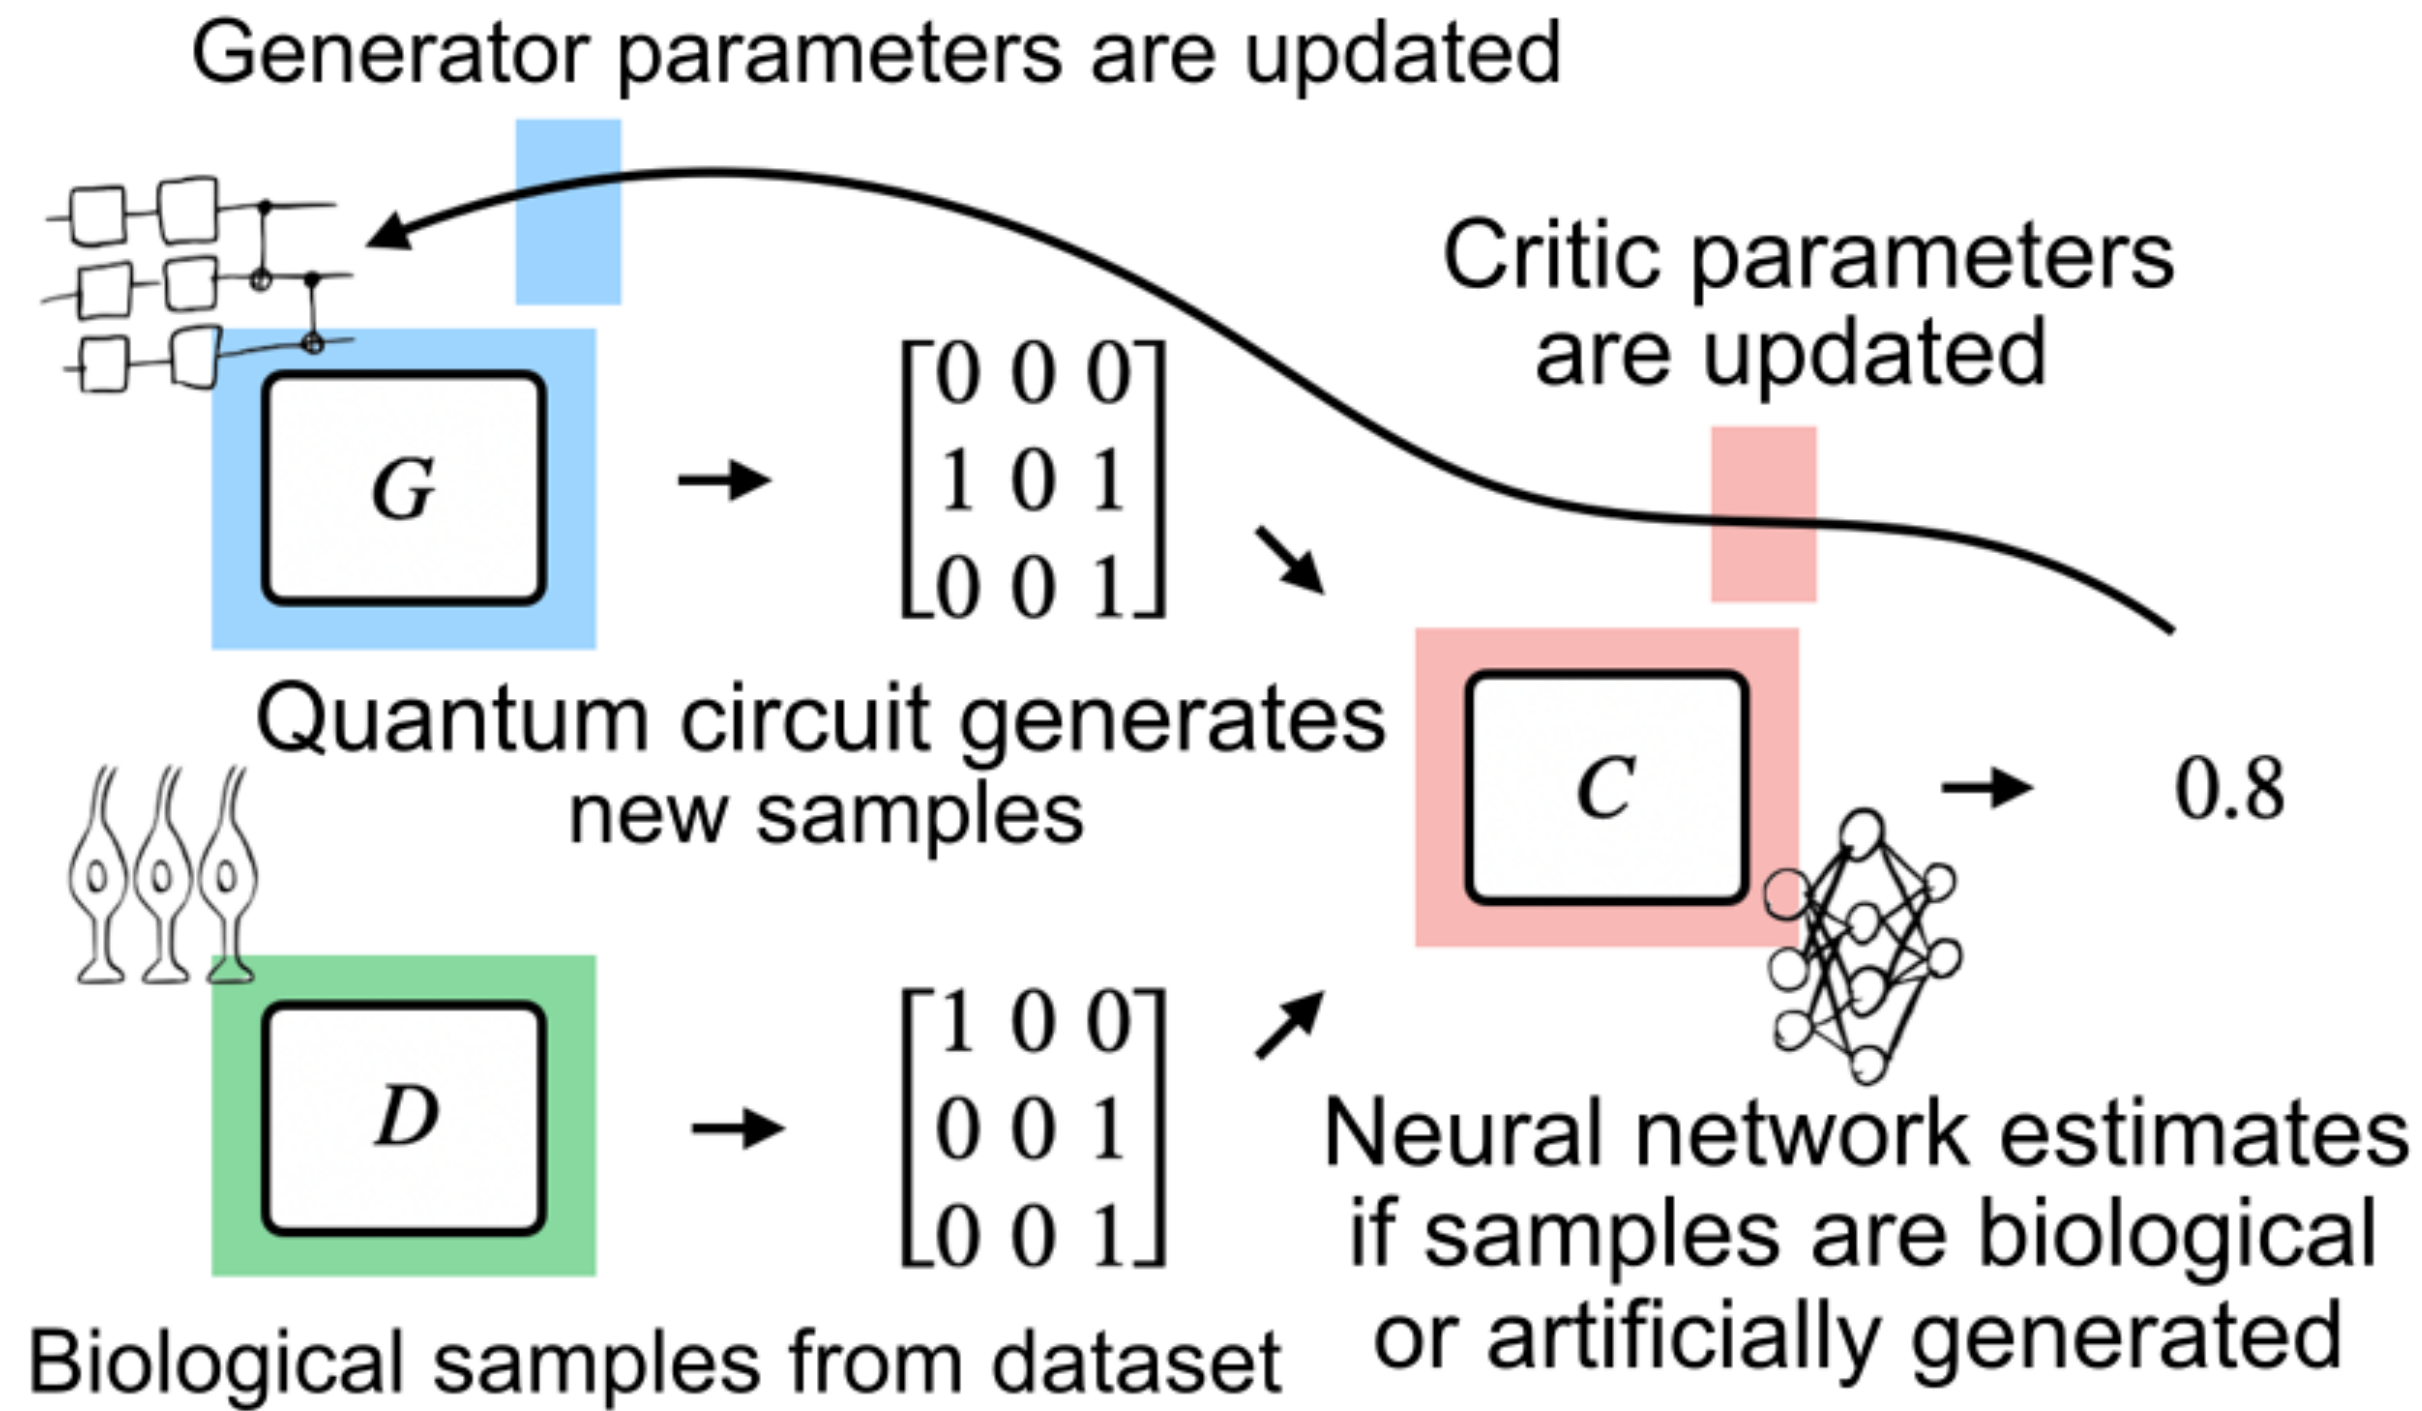 Generator parameters are updated
Critic parameters
are updated
G
0 0 0
1 0 1
0 0 1
Quantum circuit generates
new samples
C
0.8
D
1 0 0
0 0 1
0 0 1
Neural network estimates
if samples are biological
or artificially generated
Biological samples from dataset